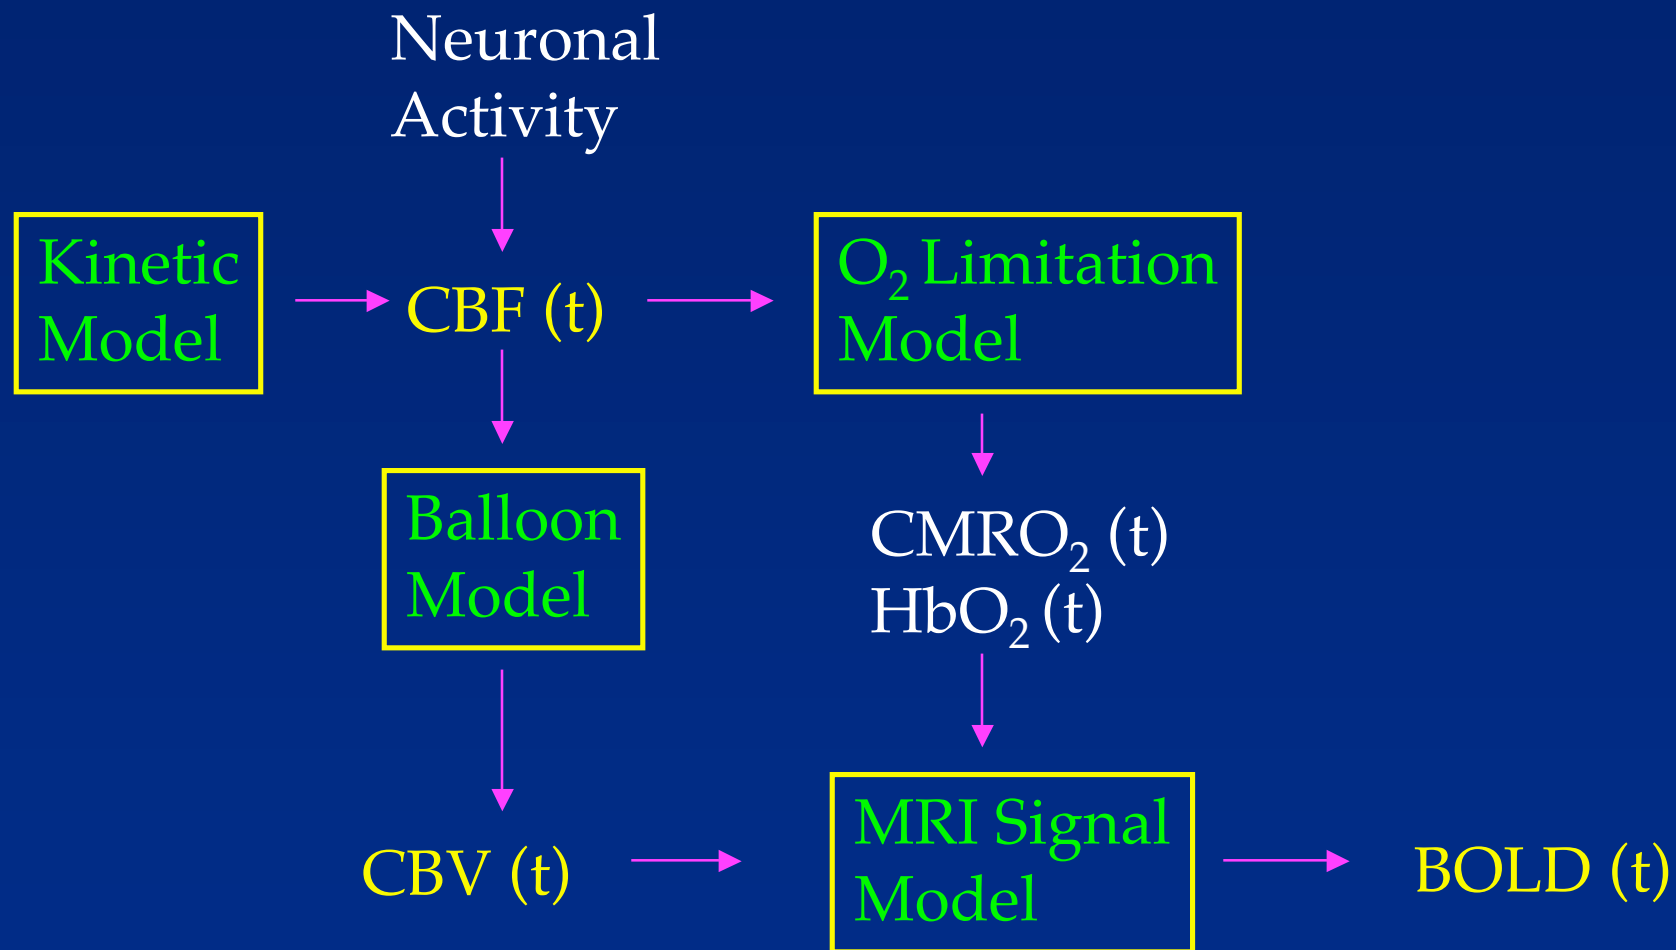 Neuronal
Activity
Kinetic
Model
CBF (t)
O₂ Limitation
Model
Balloon
Model
CMRO₂ (t)
HbO₂ (t)
CBV (t)
MRI Signal
Model
BOLD (t)